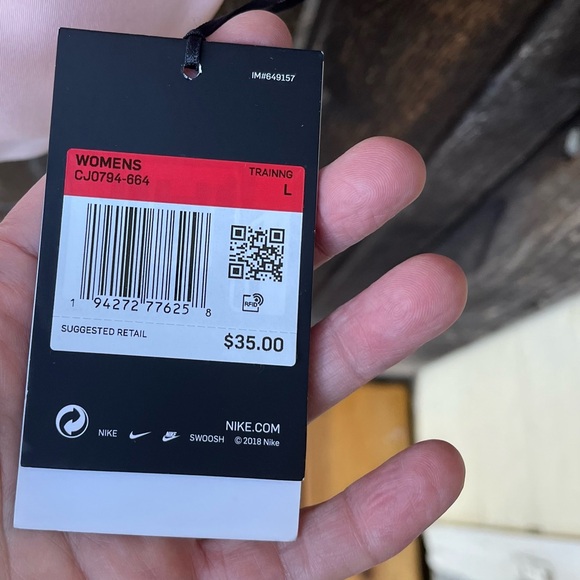 IM#649157
WOMENS
CJ0794-664
TRAINNG
L
1 94272 77625 8
RFID
SUGGESTED RETAIL
$35.00
NIKE
NIKE
SWOOSH
NIKE.COM
©2018 Nike